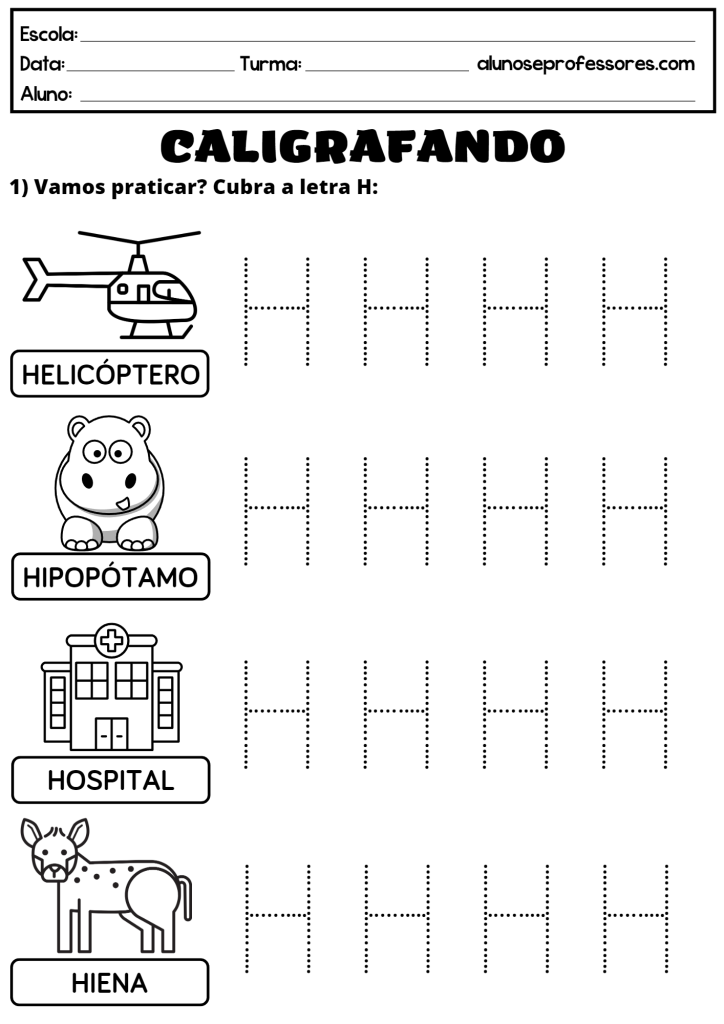 Escola:
Data: Turma: alunoseprofessores.com
Aluno:
CALIGRAFANDO
1) Vamos praticar? Cubra a letra H:
H H H H
HELICÓPTERO
H H H H
HIPOPÓTAMO
H H H H
HOSPITAL
H H H H
HIENA